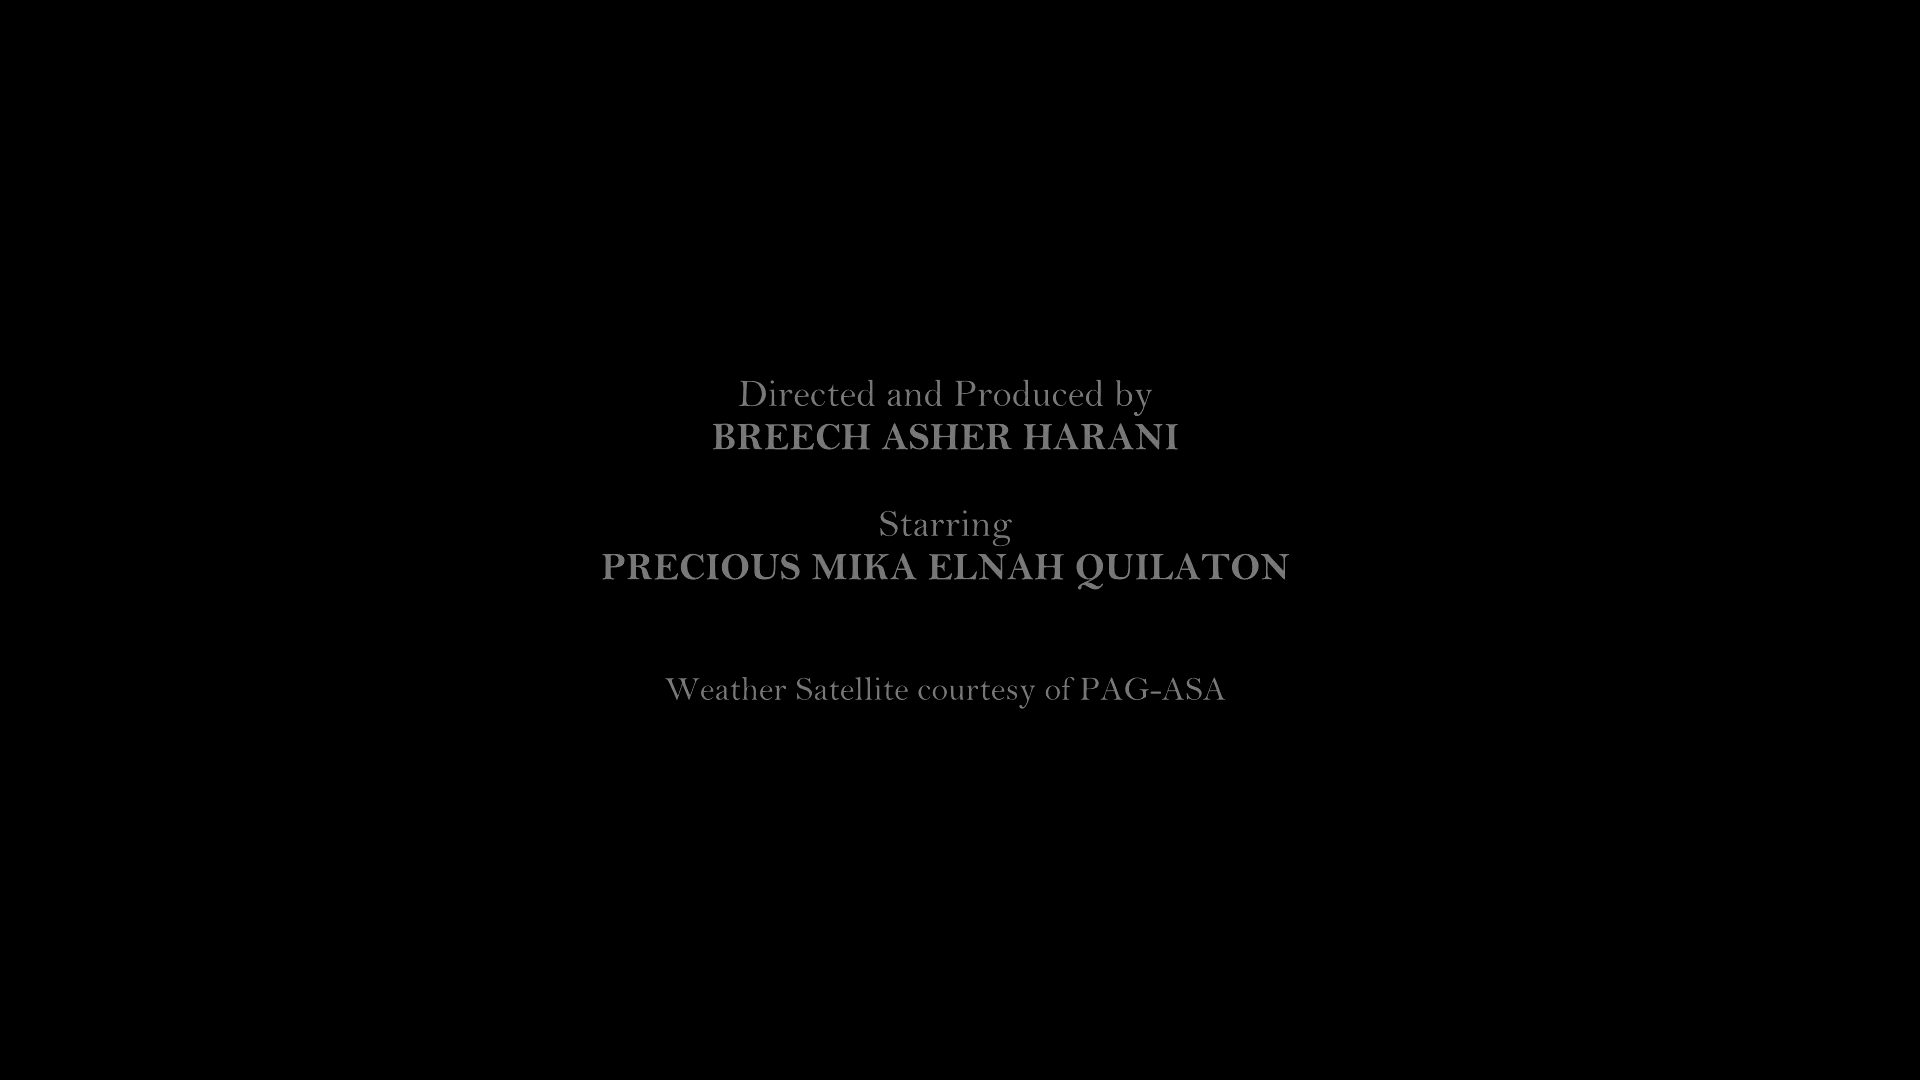 Directed and Produced by
BREECH ASHER HARANI
Starring
PRECIOUS MIKA ELNAH QUILATON
Weather Satellite courtesy of PAG-ASA